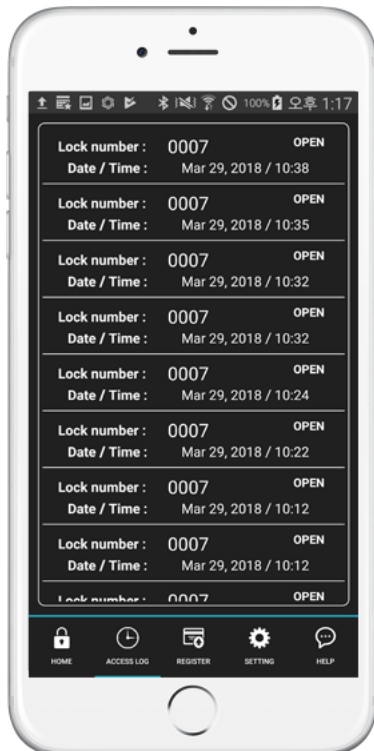 100% 오후 1:17
Lock number : 0007 OPEN
Date / Time : Mar 29, 2018 / 10:38
Lock number : 0007 OPEN
Date / Time : Mar 29, 2018 / 10:35
Lock number : 0007 OPEN
Date / Time : Mar 29, 2018 / 10:32
Lock number : 0007 OPEN
Date / Time : Mar 29, 2018 / 10:32
Lock number : 0007 OPEN
Date / Time : Mar 29, 2018 / 10:24
Lock number : 0007 OPEN
Date / Time : Mar 29, 2018 / 10:22
Lock number : 0007 OPEN
Date / Time : Mar 29, 2018 / 10:12
Lock number : 0007 OPEN
Date / Time : Mar 29, 2018 / 10:12
Lock number : 0007 OPEN
HOME ACCESS LOG REGISTER SETTING HELP